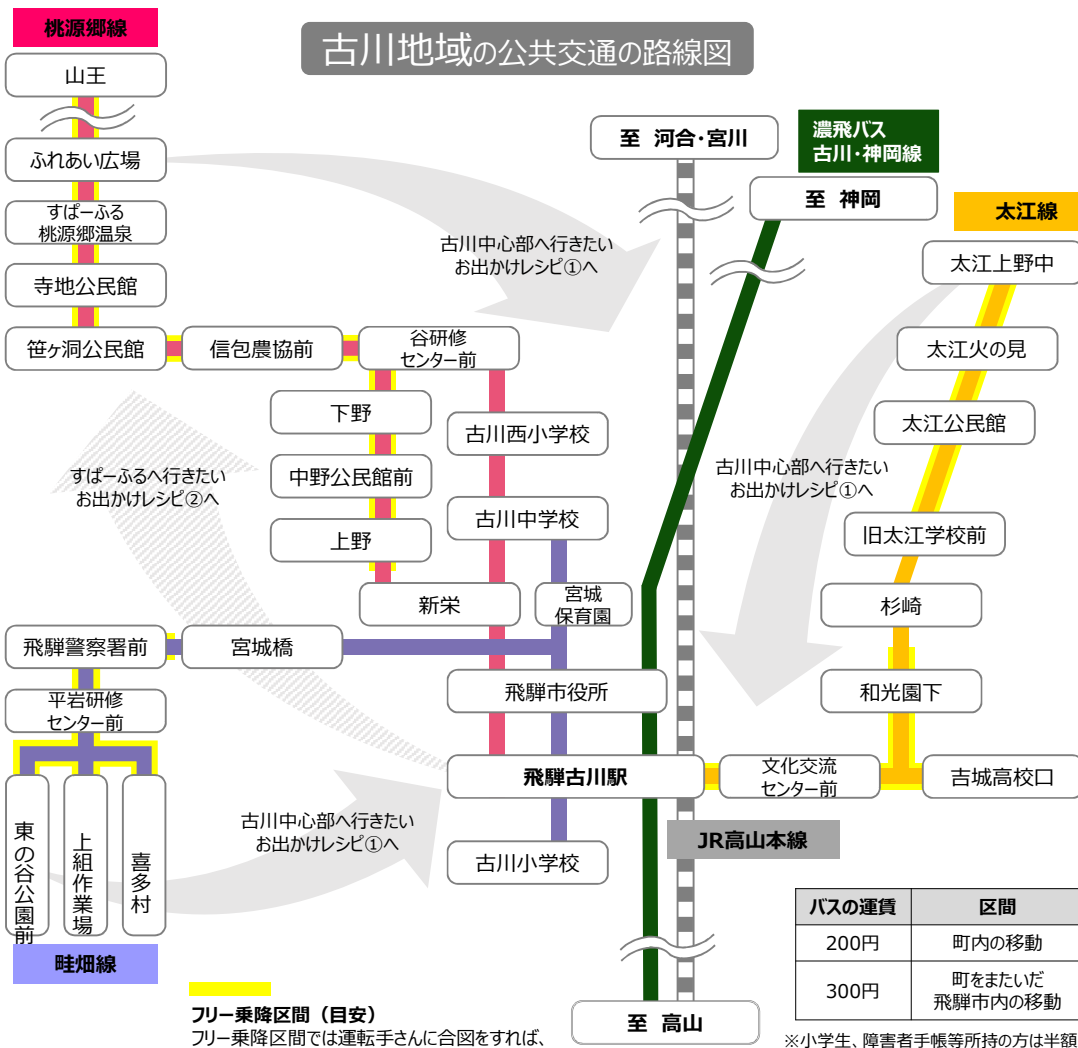 桃源郷線
古川地域の公共交通の路線図
山王
ふれあい広場
すぱーふる
桃源郷温泉
寺地公民館
笹ヶ洞公民館
信包農協前
谷研修
センター前
下野
中野公民館前
上野
新栄
古川西小学校
古川中学校
宮城
保育園
至 河合・宮川
濃飛バス
古川・神岡線
至 神岡
太江線
太江上野中
太江火の見
太江公民館
旧太江学校前
杉崎
和光園下
吉城高校口
文化交流
センター前
古川中心部へ行きたい
お出かけレシピ①へ
古川中心部へ行きたい
お出かけレシピ①へ
すぱーふるへ行きたい
お出かけレシピ②へ
飛騨警察署前
宮城橋
平岩研修
センター前
飛騨市役所
飛騨古川駅
古川小学校
東の谷公園前
上組作業場
喜多村
畦畑線
古川中心部へ行きたい
お出かけレシピ①へ
JR高山本線
至 高山
バスの運賃 区間
200円 町内の移動
300円 町をまたいだ
飛騨市内の移動
※小学生、障害者手帳等所持の方は半額
フリー乗降区間（目安）
フリー乗降区間では運転手さんに合図をすれば、